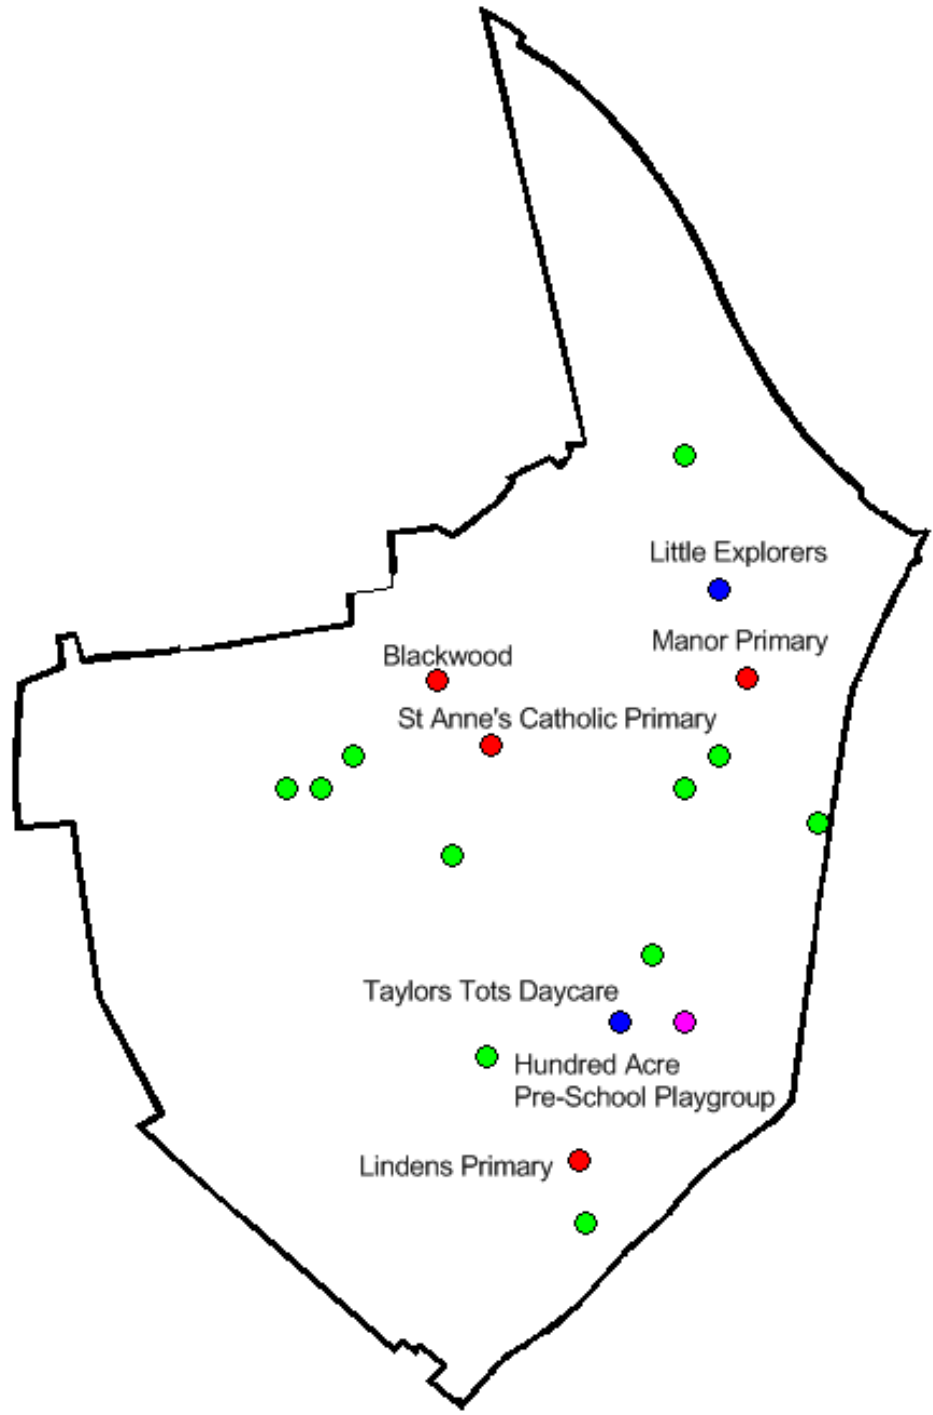 Little Explorers
Manor Primary
Blackwood
St Anne's Catholic Primary
Taylors Tots Daycare
Hundred Acre
Pre-School Playgroup
Lindens Primary